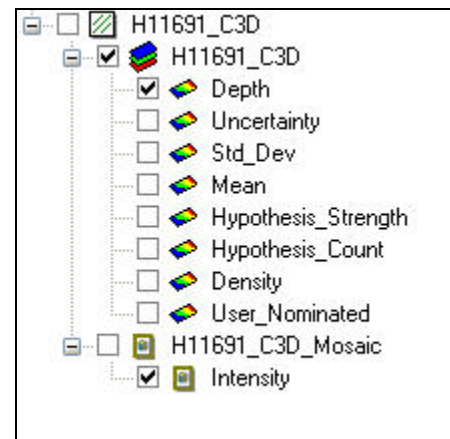 H11691_C3D
H11691_C3D
Depth
Uncertainty
Std_Dev
Mean
Hypothesis_Strength
Hypothesis_Count
Density
User_Nominated
H11691_C3D_Mosaic
Intensity